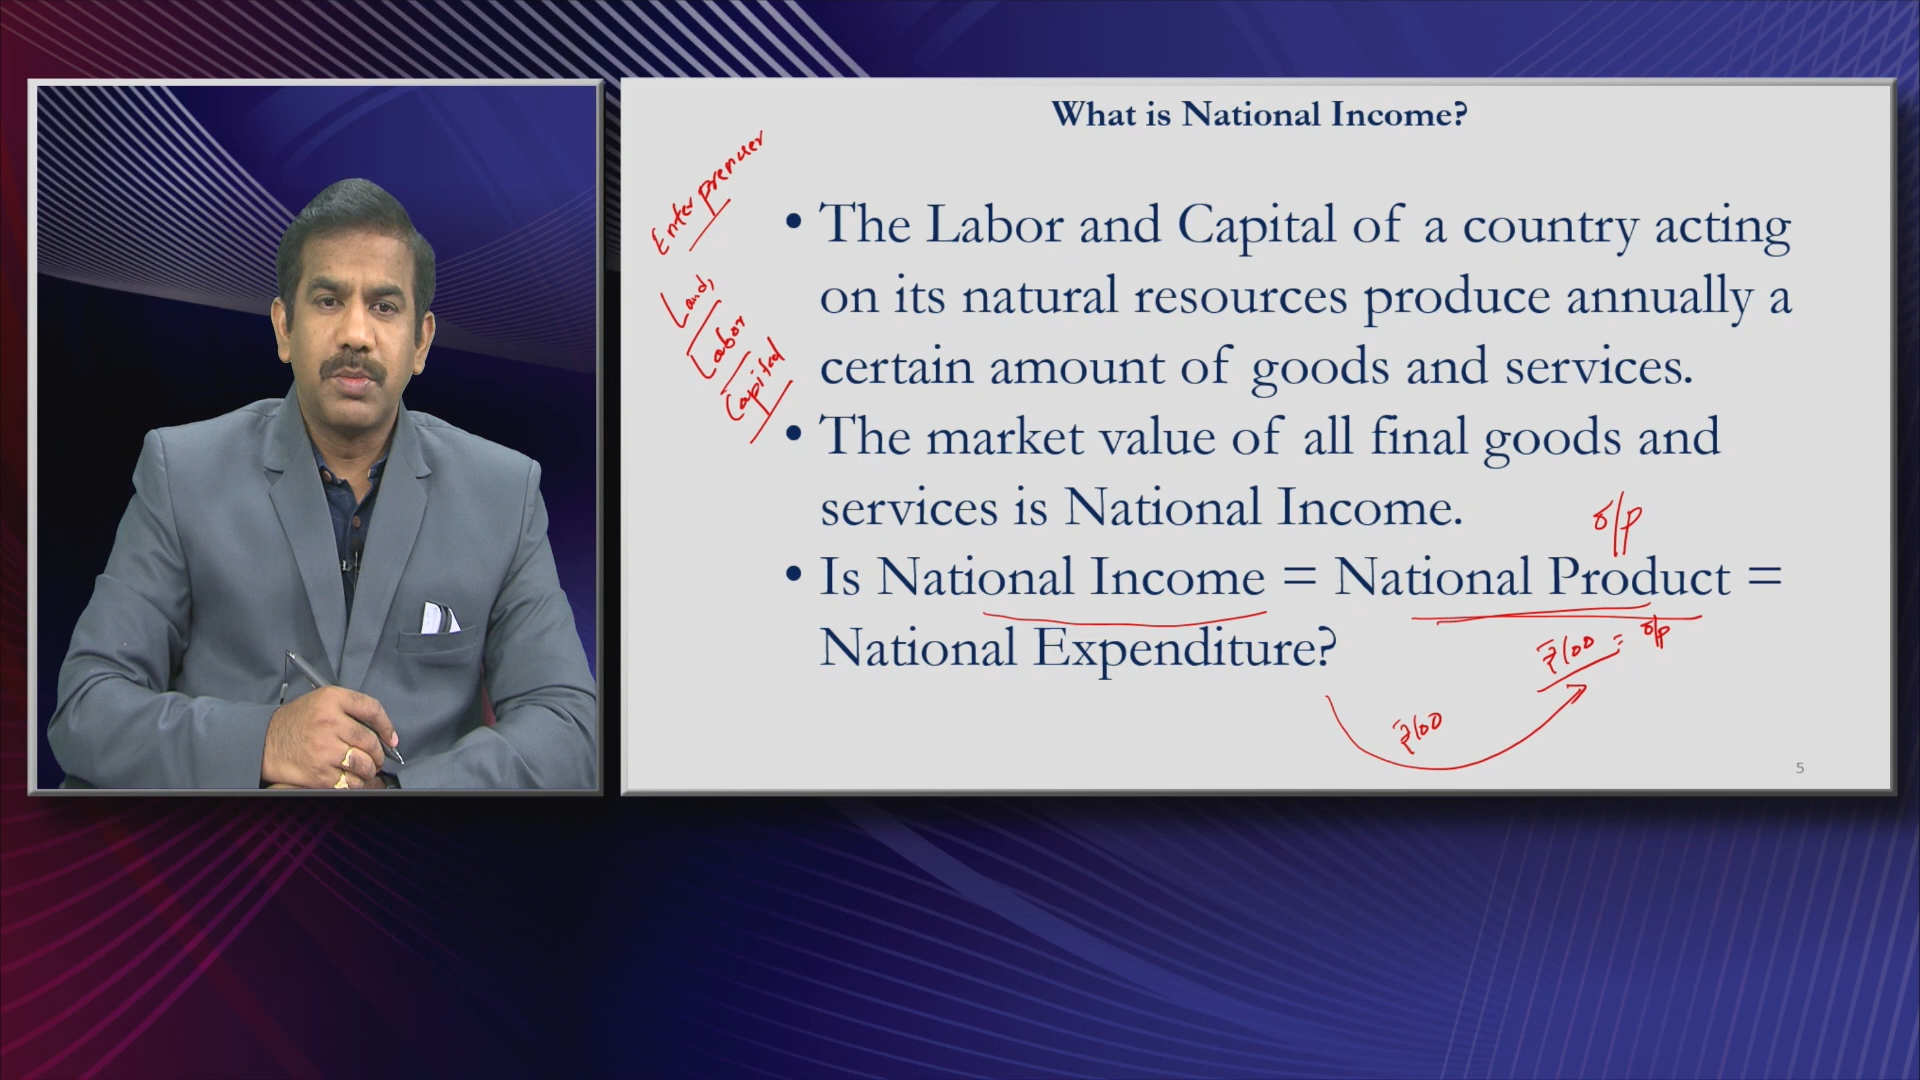 What is National Income?
Enterprenuer
Land,
Labor
Capital
• The Labor and Capital of a country acting
on its natural resources produce annually a
certain amount of goods and services.
• The market value of all final goods and
services is National Income.
o/p
• Is National Income = National Product =
National Expenditure?
₹100 = o/p
₹100
5